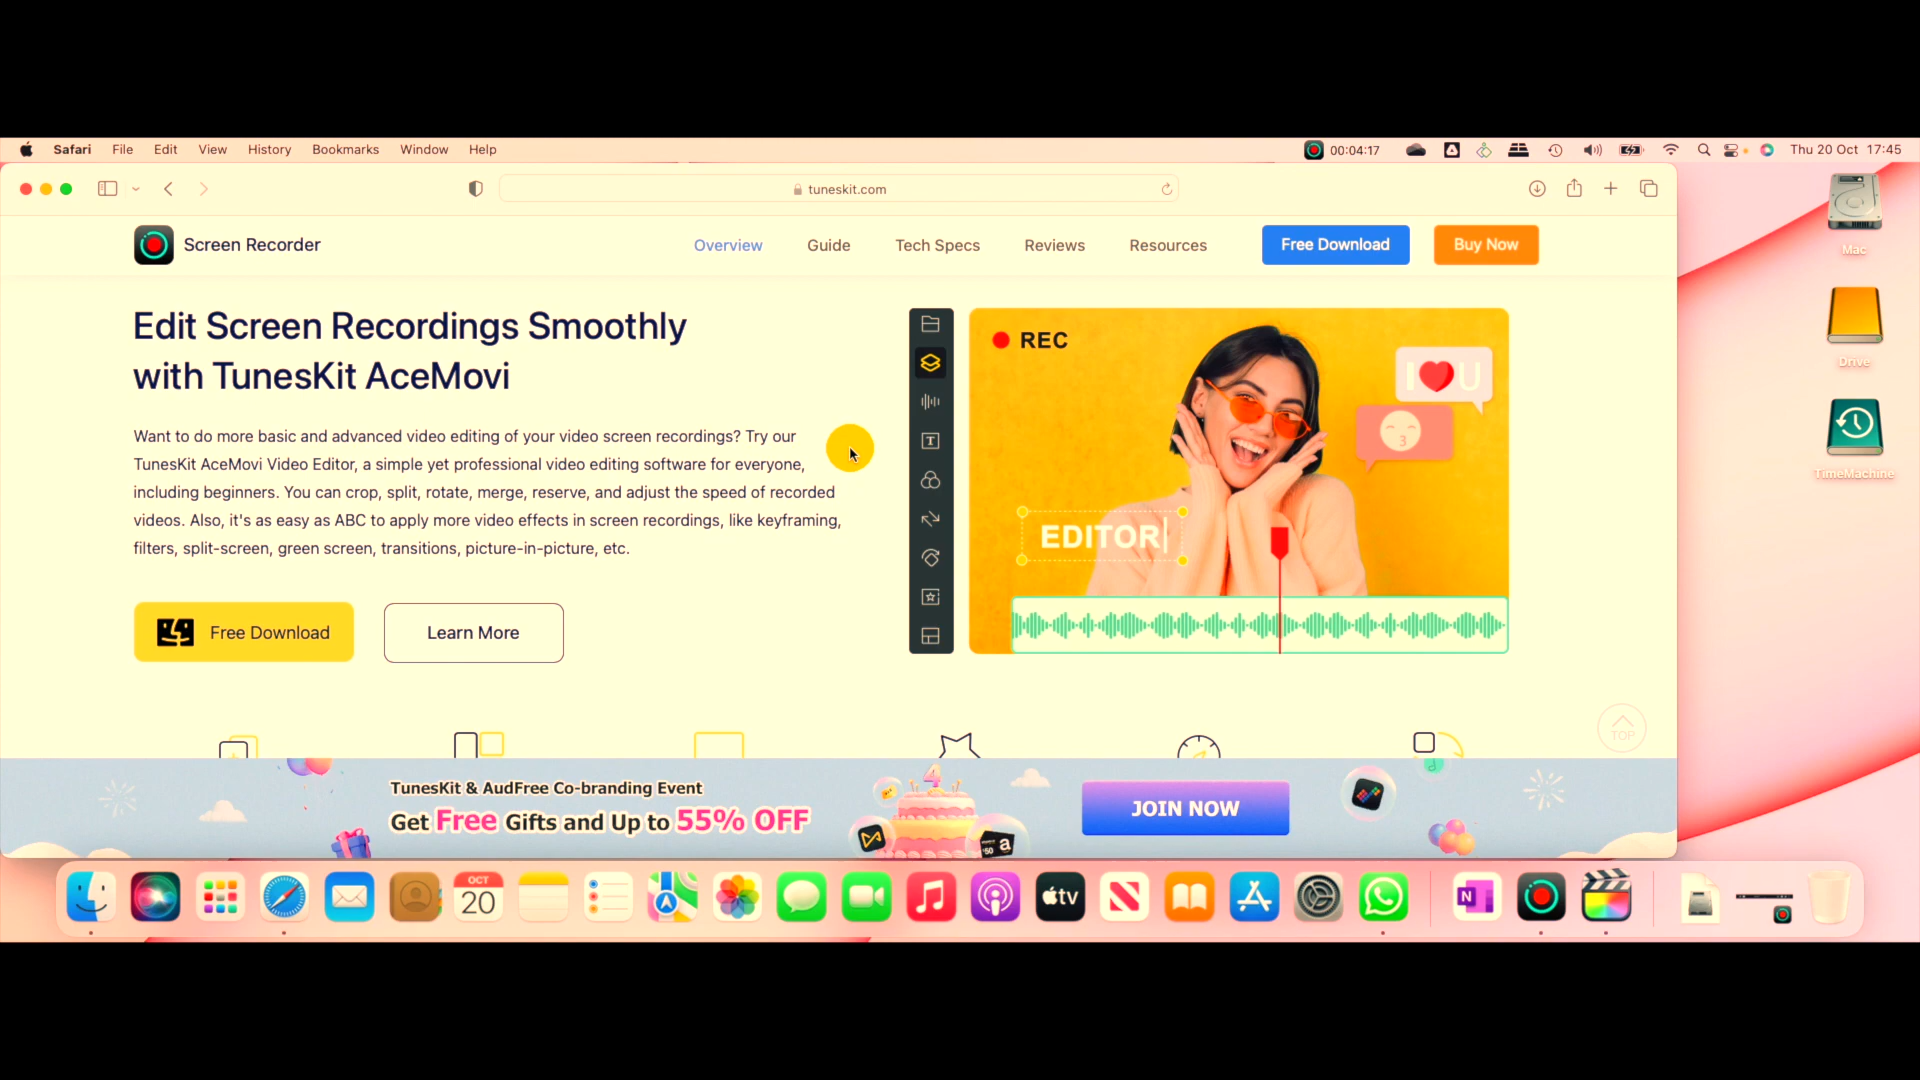 Safari File Edit View History Bookmarks Window Help 00:04:17 Thu 20 Oct 17:45
tuneskit.com
Screen Recorder Overview Guide Tech Specs Reviews Resources Free Download Buy Now
Mac
Drive
TimeMachine
Edit Screen Recordings Smoothly
with TunesKit AceMovi
Want to do more basic and advanced video editing of your video screen recordings? Try our
TunesKit AceMovi Video Editor, a simple yet professional video editing software for everyone,
including beginners. You can crop, split, rotate, merge, reserve, and adjust the speed of recorded
videos. Also, it's as easy as ABC to apply more video effects in screen recordings, like keyframing,
filters, split-screen, green screen, transitions, picture-in-picture, etc.
Free Download Learn More
REC
I ❤ U
EDITOR
TOP
TunesKit & AudFree Co-branding Event
Get Free Gifts and Up to 55% OFF
4
$50 a
JOIN NOW
OCT
20
tv
N